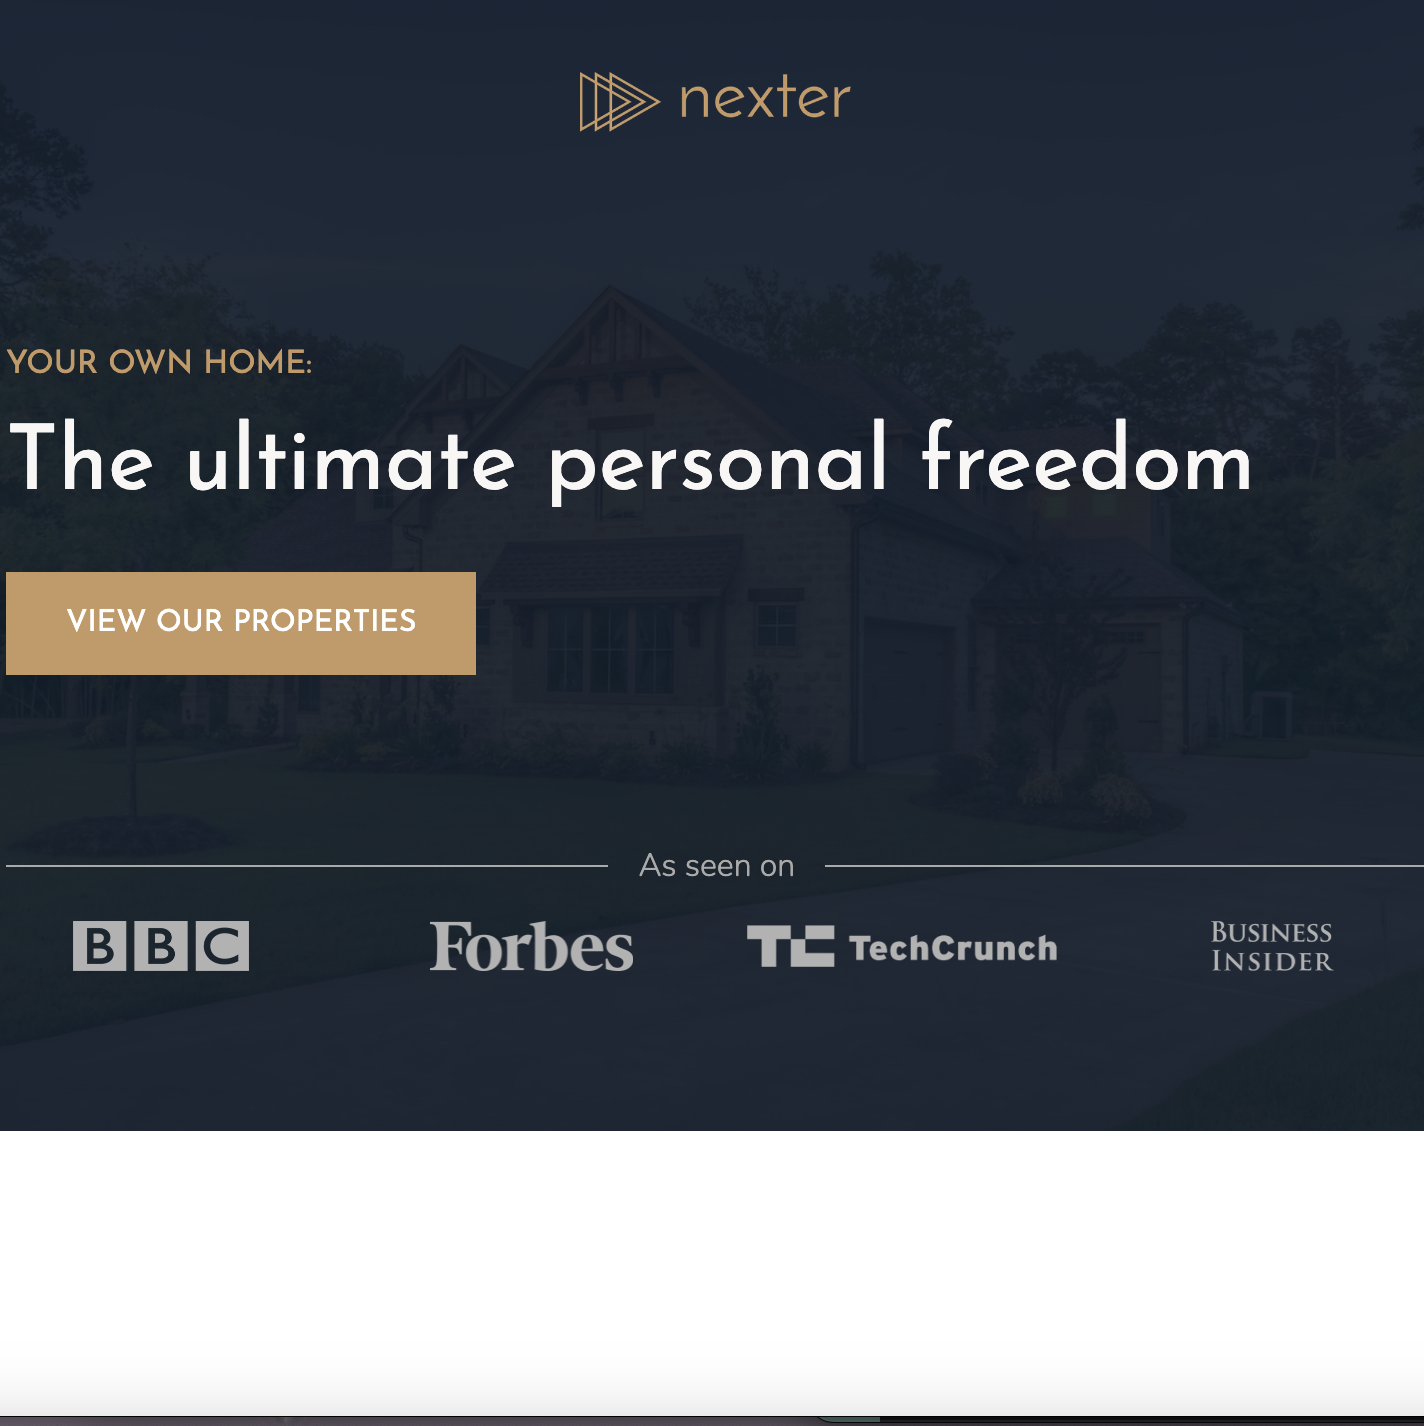 nexter
YOUR OWN HOME:
The ultimate personal freedom
VIEW OUR PROPERTIES
As seen on
BBC
Forbes
TC TechCrunch
BUSINESS
INSIDER